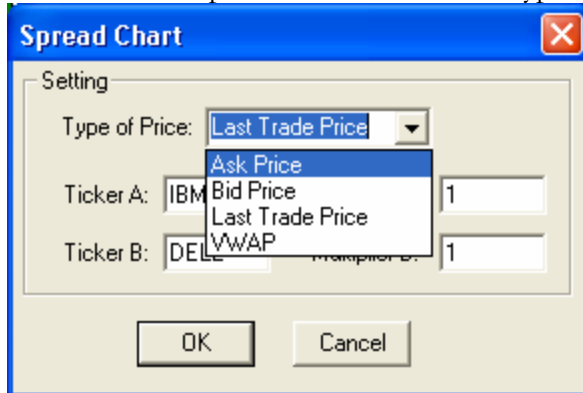 Spread Chart
Setting
Type of Price: Last Trade Price
Ask Price
Ticker A: IBM Bid Price 1
Last Trade Price
Ticker B: VWAP 1
OK Cancel